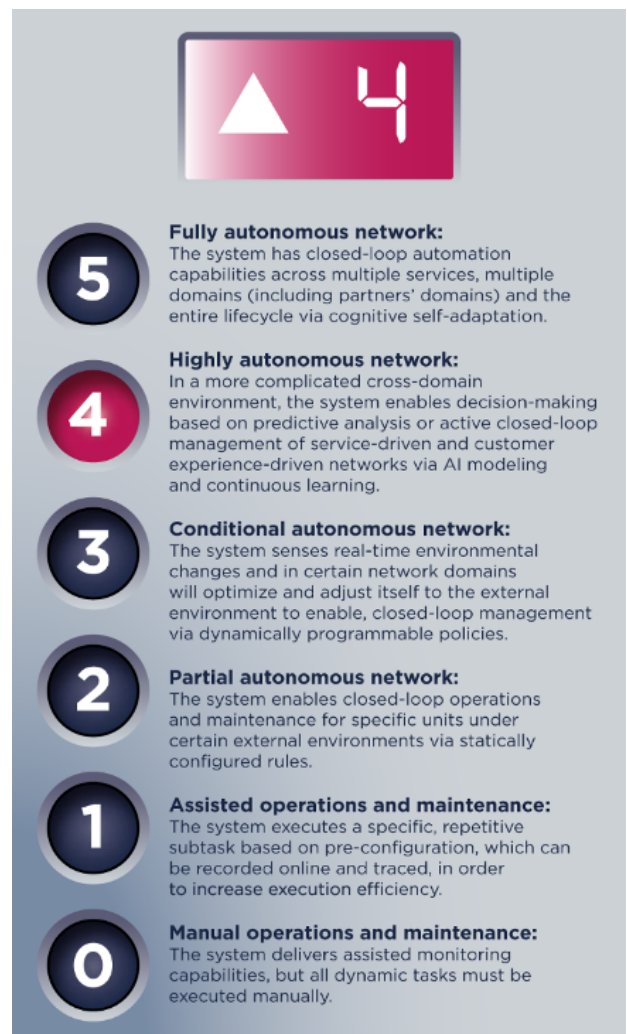 4
5
Fully autonomous network:
The system has closed-loop automation
capabilities across multiple services, multiple
domains (including partners’ domains) and the
entire lifecycle via cognitive self-adaptation.
4
Highly autonomous network:
In a more complicated cross-domain
environment, the system enables decision-making
based on predictive analysis or active closed-loop
management of service-driven and customer
experience-driven networks via AI modeling
and continuous learning.
3
Conditional autonomous network:
The system senses real-time environmental
changes and in certain network domains
will optimize and adjust itself to the external
environment to enable, closed-loop management
via dynamically programmable policies.
2
Partial autonomous network:
The system enables closed-loop operations
and maintenance for specific units under
certain external environments via statically
configured rules.
1
Assisted operations and maintenance:
The system executes a specific, repetitive
subtask based on pre-configuration, which can
be recorded online and traced, in order
to increase execution efficiency.
0
Manual operations and maintenance:
The system delivers assisted monitoring
capabilities, but all dynamic tasks must be
executed manually.